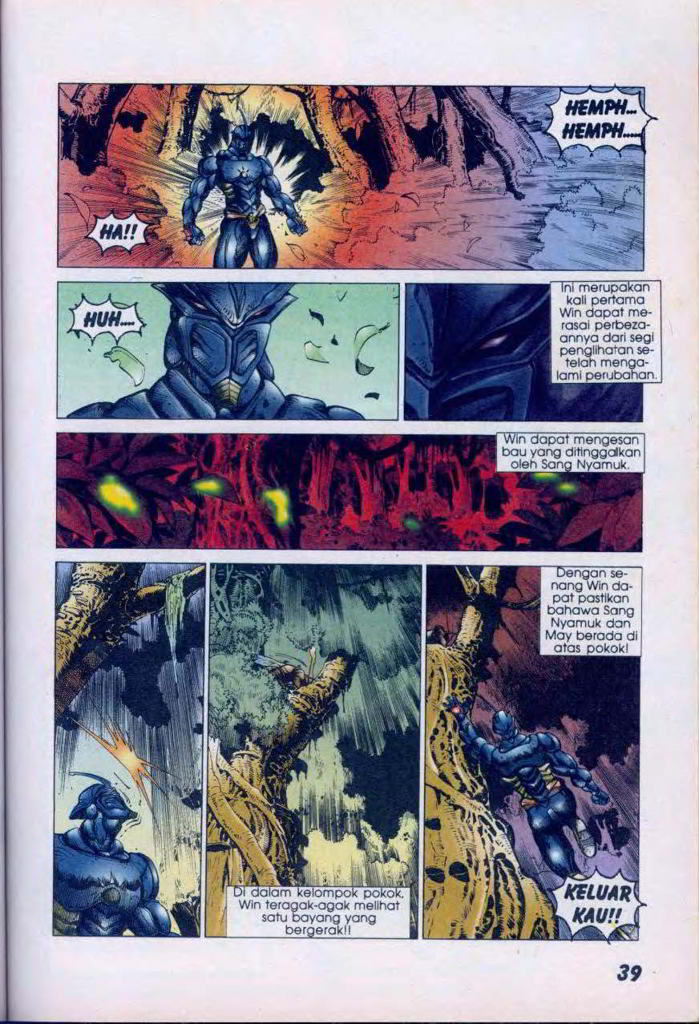 HEMPH...
HEMPH.....
HA!!
HUH....
Ini merupakan
kali pertama
Win dapat me-
rasai perbeza-
annya dari segi
penglihatan se-
telah menga-
lami perubahan.
Win dapat mengesan
bau yang ditinggalkan
oleh Sang Nyamuk.
Di dalam kelompok pokok,
Win teragak-agak melihat
satu bayang yang
bergerak!!
Dengan se-
nang Win da-
pat pastikan
bahawa Sang
Nyamuk dan
May berada di
atas pokok!
KELUAR
KAU!!
39